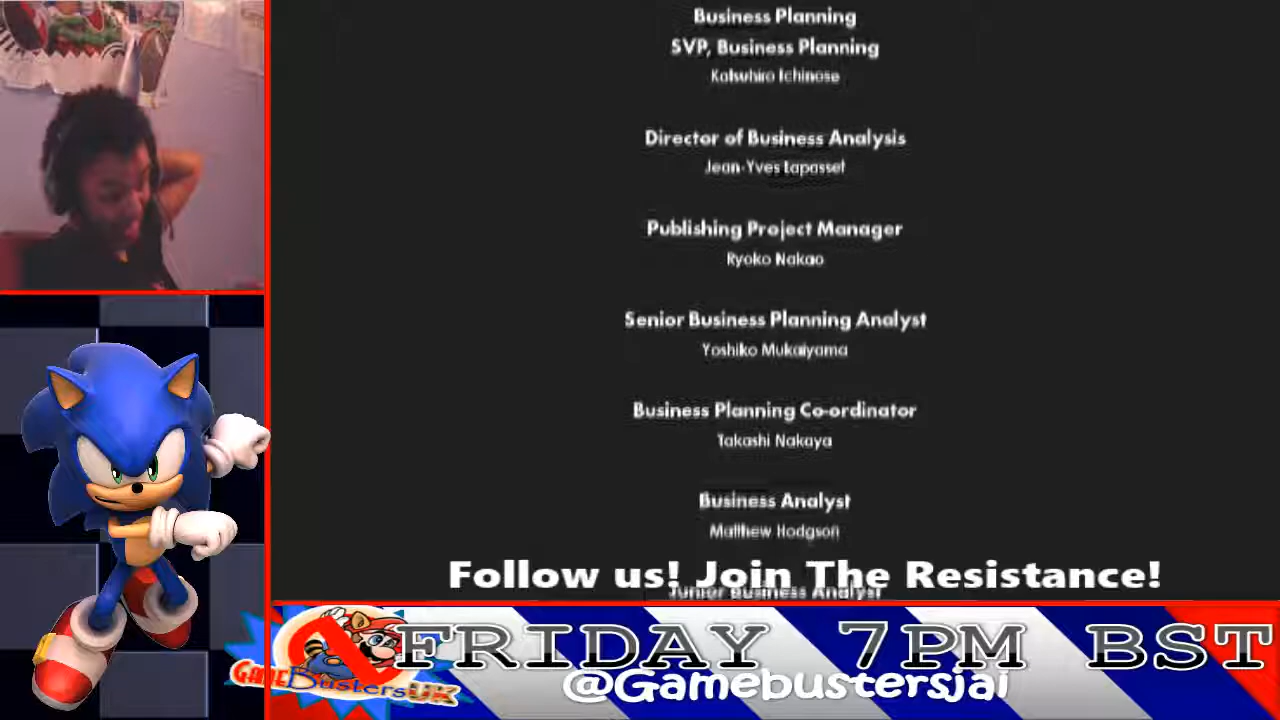 Business Planning
SVP, Business Planning
Katsuhiro Ichinose
Director of Business Analysis
Jean-Yves Lapasset
Publishing Project Manager
Ryoko Nakao
Senior Business Planning Analyst
Yoshiko Mukaiyama
Business Planning Co-ordinator
Takashi Nakaya
Business Analyst
Matthew Hodgson
Follow us! Join The Resistance!
Junior Business Analyst
GAMEBustersUK
FRIDAY 7PM BST
@Gamebustersjai